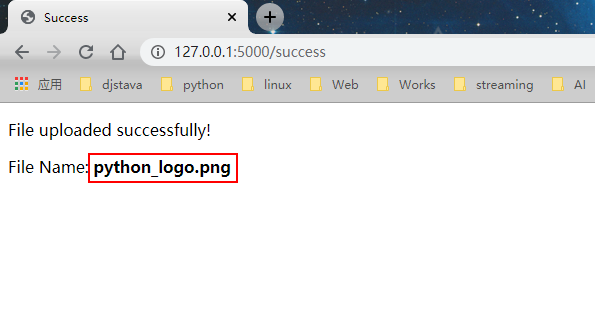 Success
127.0.0.1:5000/success
应用 djstava python linux Web Works streaming AI
File uploaded successfully!
File Name: python_logo.png